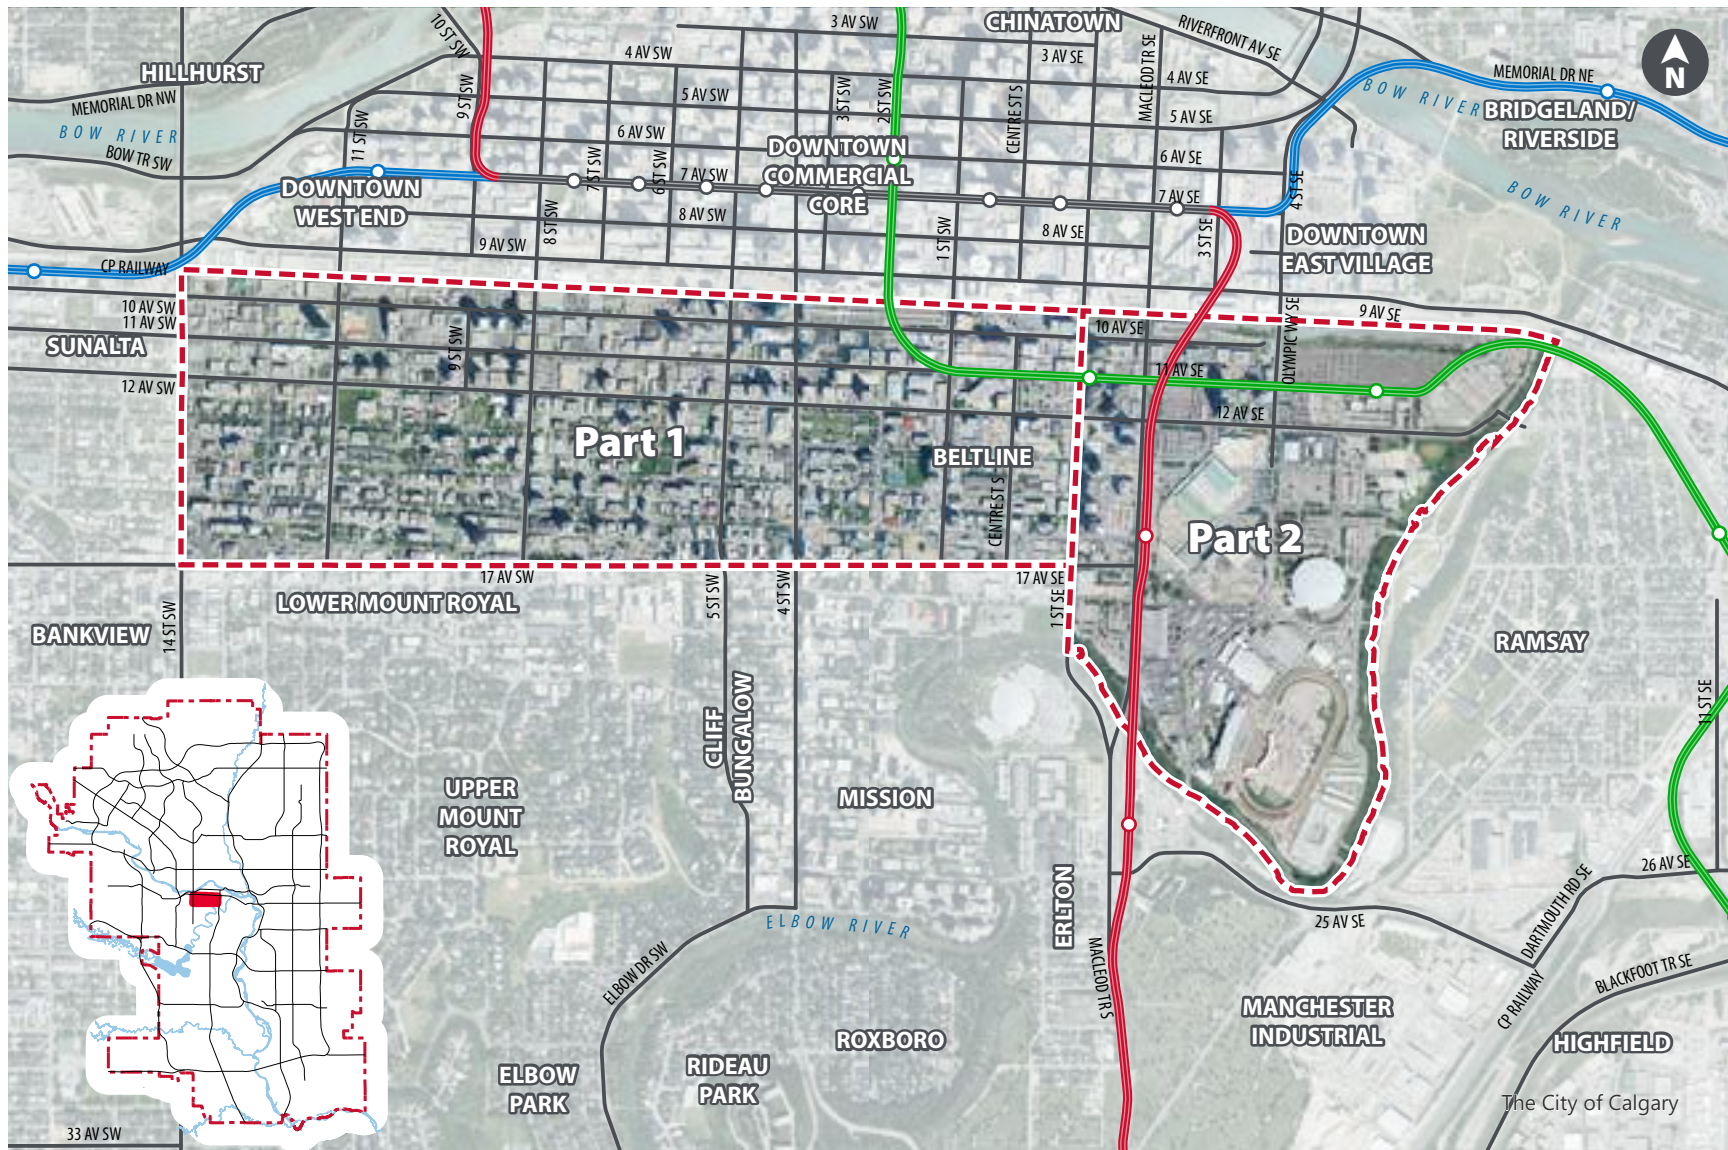 CHINATOWN
3 AV SW
10 ST SW
RIVERFRONT AV SE
4 AV SW
3 AV SE
MACLEOD TR SE
N
HILLHURST
MEMORIAL DR NW
9 ST SW
5 AV SW
3 ST SW
2 ST SW
CENTRE ST S
4 AV SE
5 AV SE
BOW RIVER
MEMORIAL DR NE
BRIDGELAND/
RIVERSIDE
BOW RIVER
BOW TR SW
11 ST SW
6 AV SW
DOWNTOWN
COMMERCIAL
CORE
6 AV SE
7 ST SW
6 ST SW
7 AV SW
7 AV SE
4 ST SE
BOW RIVER
DOWNTOWN
WEST END
8 ST SW
8 AV SW
1 ST SW
8 AV SE
3 ST SE
DOWNTOWN
EAST VILLAGE
9 AV SW
CP RAILWAY
10 AV SW
11 AV SW
SUNALTA
12 AV SW
9 ST SW
10 AV SE
9 AV SE
OLYMPIC WY SE
11 AV SE
12 AV SE
Part 1
BELTLINE
CENTRE ST S
Part 2
17 AV SW
17 AV SE
LOWER MOUNT ROYAL
BANKVIEW
14 ST SW
5 ST SW
4 ST SW
1 ST SE
RAMSAY
11 ST SE
CLIFF
BUNGALOW
UPPER
MOUNT
ROYAL
MISSION
ERLTON
ELBOW RIVER
26 AV SE
25 AV SE
DARTMOUTH RD SE
ELBOW DR SW
MACLEOD TR S
CP RAILWAY
BLACKFOOT TR SE
MANCHESTER
INDUSTRIAL
HIGHFIELD
ROXBORO
RIDEAU
PARK
ELBOW
PARK
The City of Calgary
33 AV SW